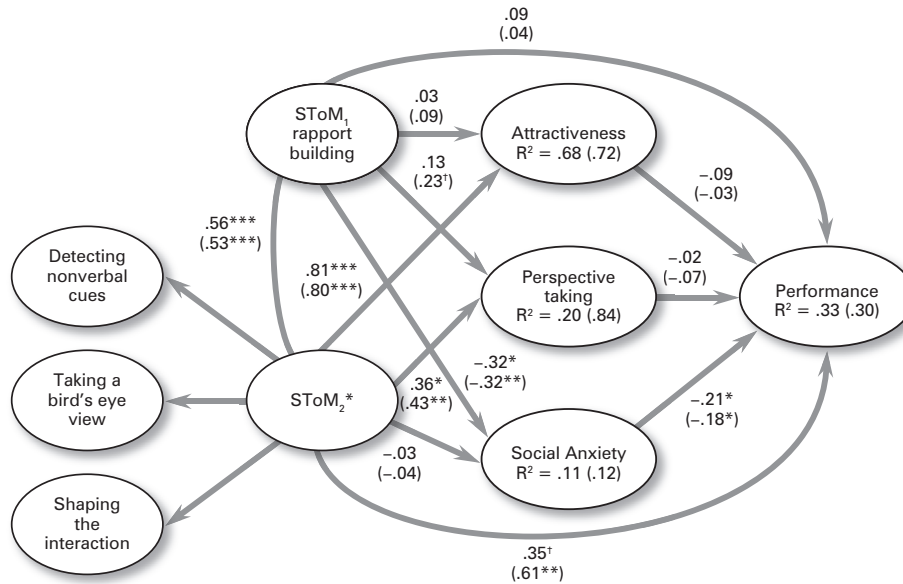 .09
(.04)
SToM₁
rapport
building
.03
(.09)
Attractiveness
R² = .68 (.72)
.13
(.23†)
–.09
(–.03)
.56***
(.53***)
Detecting
nonverbal
cues
.81***
(.80***)
Perspective
taking
R² = .20 (.84)
–.02
(–.07)
Performance
R² = .33 (.30)
Taking a
bird's eye
view
SToM₂*
.36*
(.43**)
–.32*
(–.32**)
–.21*
(–.18*)
–.03
(–.04)
Social Anxiety
R² = .11 (.12)
Shaping
the
interaction
.35†
(.61**)